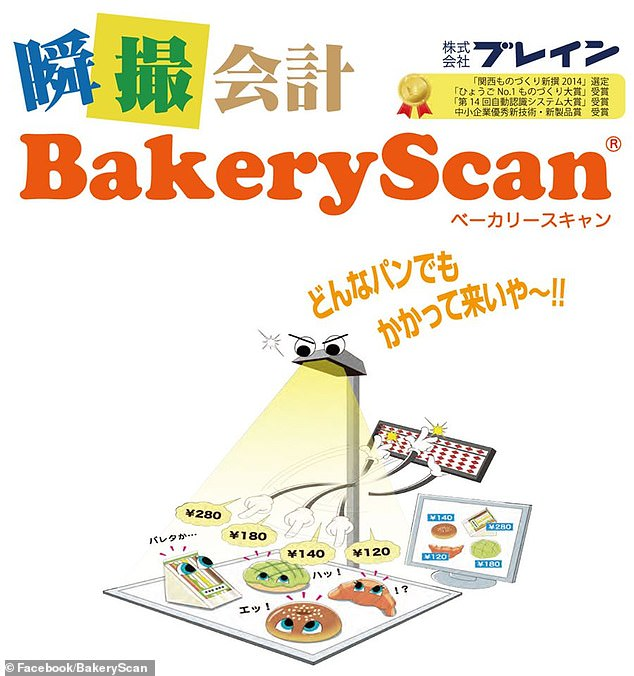 瞬撮会計
株式会社ブレイン
「関西ものづくり新撰2014」選定
「ひょうごNo.1ものづくり大賞」受賞
「第14回自動認識システム大賞」受賞
中小企業優秀新技術・新製品賞 受賞
BakeryScan®
ベーカリースキャン
どんなパンでも
かかって来いや〜!!
¥280
¥180
¥140
¥120
バレタか…
ハッ!
エッ!
!?
¥140
¥280
¥120
¥180
© Facebook/BakeryScan